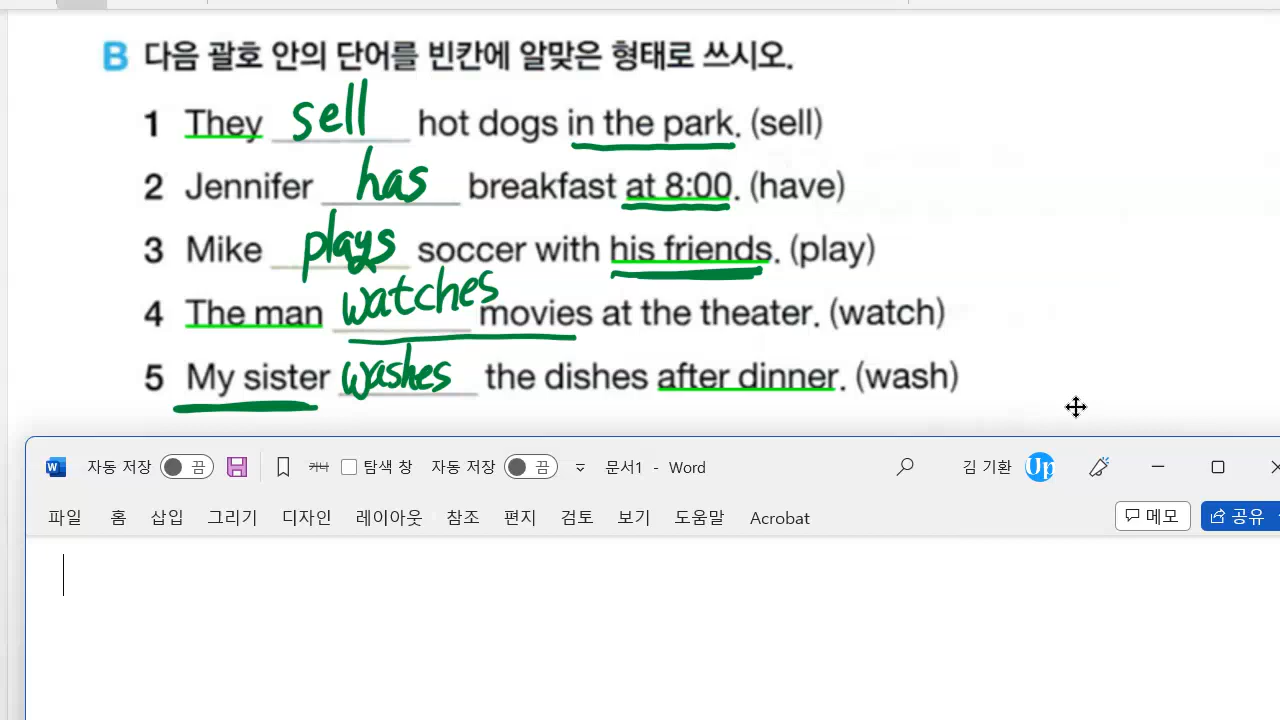 B 다음 괄호 안의 단어를 빈칸에 알맞은 형태로 쓰시오.
1 They sell hot dogs in the park. (sell)
2 Jennifer has breakfast at 8:00. (have)
3 Mike plays soccer with his friends. (play)
4 The man watches movies at the theater. (watch)
5 My sister washes the dishes after dinner. (wash)
자동 저장 끔 탐색 창 자동 저장 끔 문서1 - Word 김 기환 Up
파일 홈 삽입 그리기 디자인 레이아웃 참조 편지 검토 보기 도움말 Acrobat 메모 공유